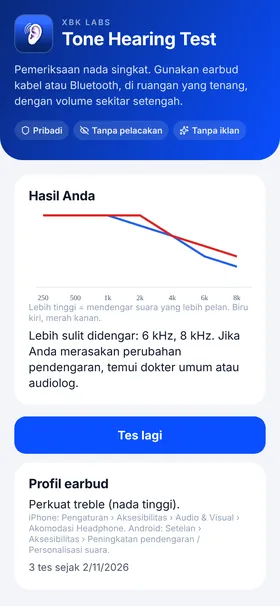 XBK LABS
Tone Hearing Test
Pemeriksaan nada singkat. Gunakan earbud
kabel atau Bluetooth, di ruangan yang tenang,
dengan volume sekitar setengah.
Pribadi
Tanpa pelacakan
Tanpa iklan
Hasil Anda
250 500 1k 2k 4k 6k 8k
Lebih tinggi = mendengar suara yang lebih pelan. Biru
kiri, merah kanan.
Lebih sulit didengar: 6 kHz, 8 kHz. Jika
Anda merasakan perubahan
pendengaran, temui dokter umum atau
audiolog.
Tes lagi
Profil earbud
Perkuat treble (nada tinggi).
iPhone: Pengaturan › Aksesibilitas › Audio & Visual ›
Akomodasi Headphone. Android: Setelan ›
Aksesibilitas › Peningkatan pendengaran /
Personalisasi suara.
3 tes sejak 2/11/2026